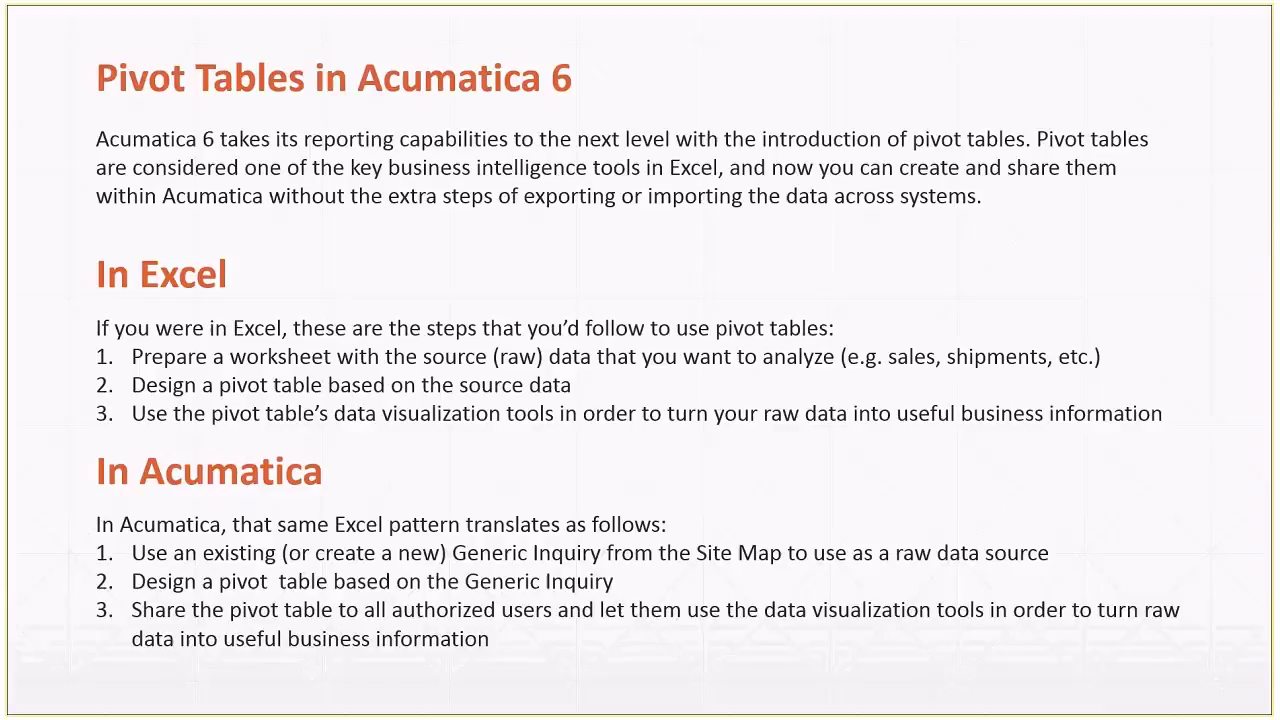 Pivot Tables in Acumatica 6
Acumatica 6 takes its reporting capabilities to the next level with the introduction of pivot tables. Pivot tables
are considered one of the key business intelligence tools in Excel, and now you can create and share them
within Acumatica without the extra steps of exporting or importing the data across systems.
In Excel
If you were in Excel, these are the steps that you’d follow to use pivot tables:
1. Prepare a worksheet with the source (raw) data that you want to analyze (e.g. sales, shipments, etc.)
2. Design a pivot table based on the source data
3. Use the pivot table’s data visualization tools in order to turn your raw data into useful business information
In Acumatica
In Acumatica, that same Excel pattern translates as follows:
1. Use an existing (or create a new) Generic Inquiry from the Site Map to use as a raw data source
2. Design a pivot  table based on the Generic Inquiry
3. Share the pivot table to all authorized users and let them use the data visualization tools in order to turn raw
data into useful business information